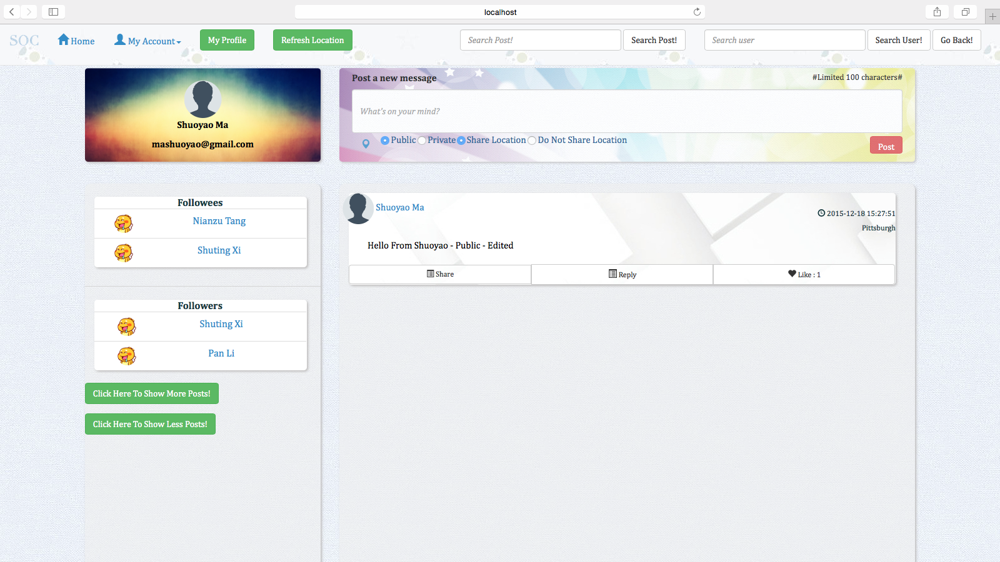 localhost
SOC Home My Account My Profile Refresh Location Search Post! Search Post! Search user Search User! Go Back!
Shuoyao Ma
mashuoyao@gmail.com
Post a new message #Limited 100 characters#
What's on your mind?
Public Private Share Location Do Not Share Location Post
Followees
Nianzu Tang
Shuting Xi
Followers
Shuting Xi
Pan Li
Click Here To Show More Posts!
Click Here To Show Less Posts!
Shuoyao Ma
2015-12-18 15:27:51
Pittsburgh
Hello From Shuoyao - Public - Edited
Share Reply Like : 1